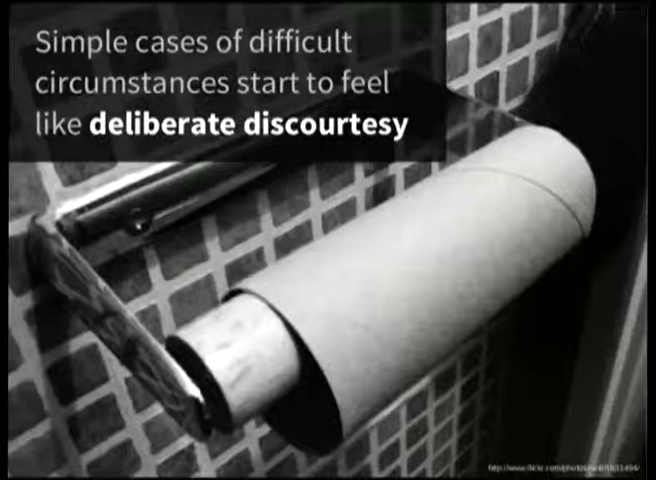 Simple cases of difficult
circumstances start to feel
like deliberate discourtesy